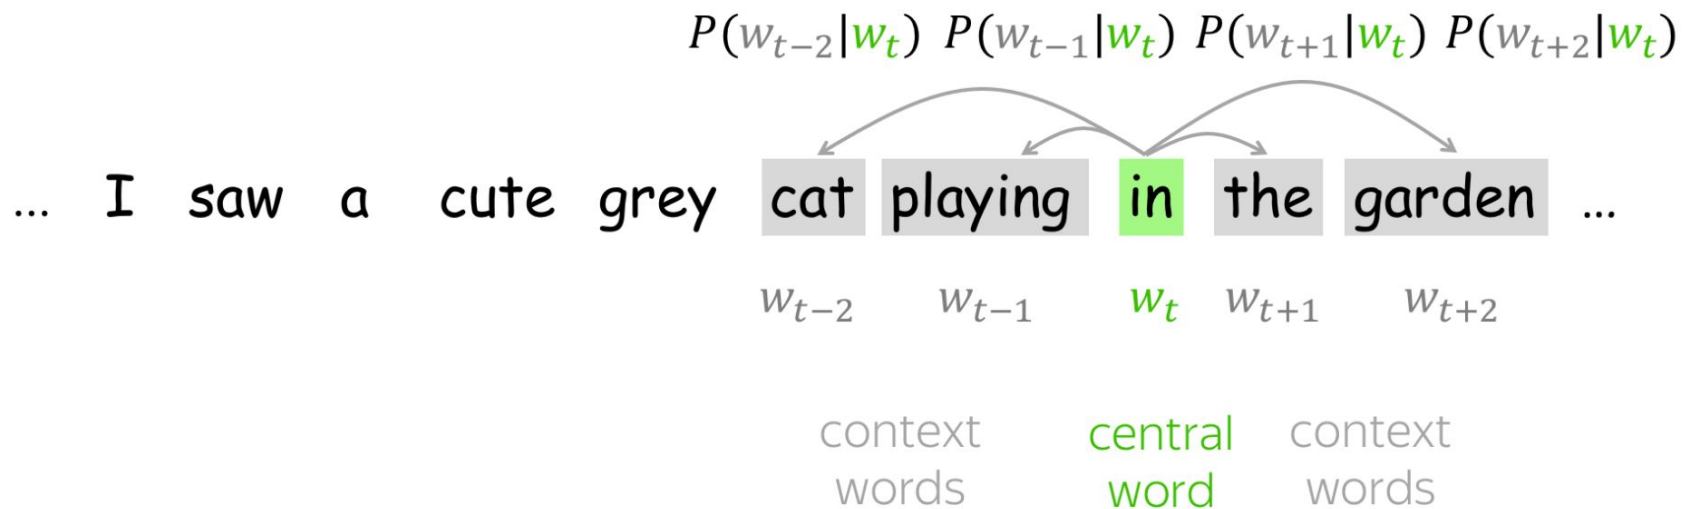 P(w_{t−2}|w_t) P(w_{t−1}|w_t) P(w_{t+1}|w_t) P(w_{t+2}|w_t)
... I saw a cute grey cat playing in the garden ...
w_{t−2} w_{t−1} w_t w_{t+1} w_{t+2}
context central context
words word words